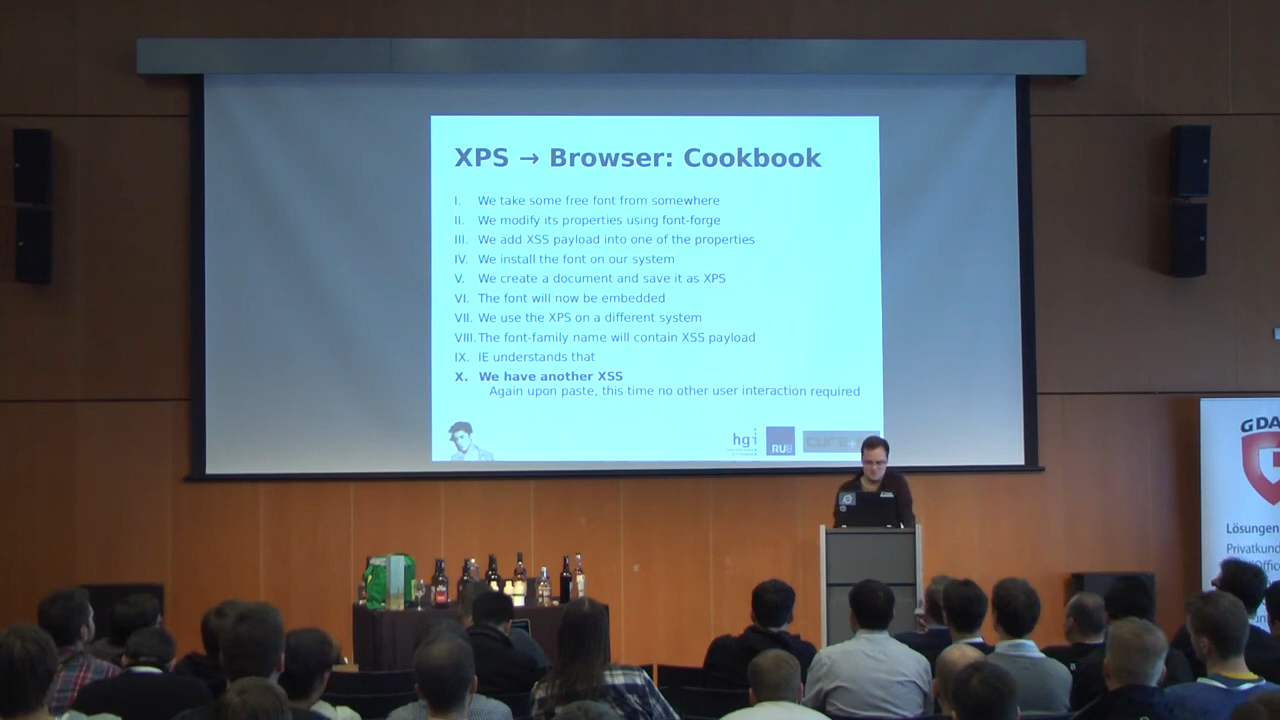 XPS → Browser: Cookbook
I. We take some free font from somewhere
II. We modify its properties using font-forge
III. We add XSS payload into one of the properties
IV. We install the font on our system
V. We create a document and save it as XPS
VI. The font will now be embedded
VII. We use the XPS on a different system
VIII. The font-family name will contain XSS payload
IX. IE understands that
X. We have another XSS
Again upon paste, this time no other user interaction required
hgi
RUB
G DA
Lösungen
Privatkund